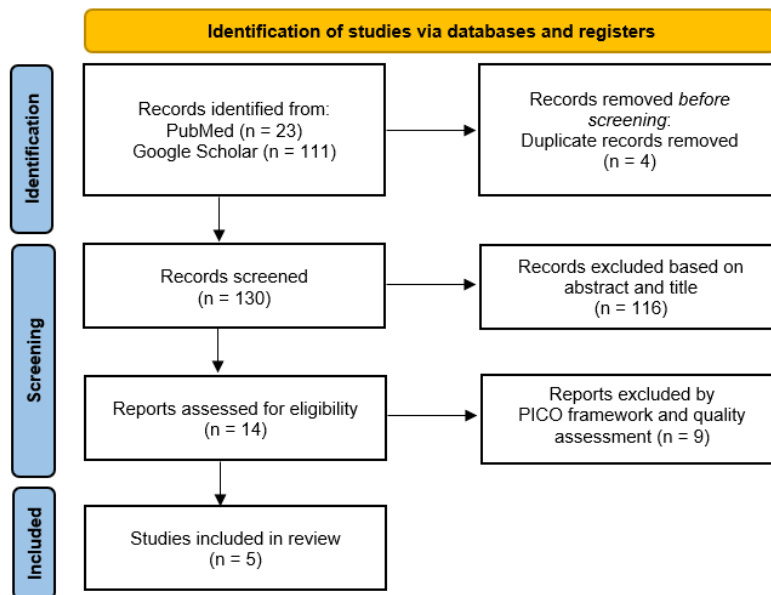 Identification of studies via databases and registers
Identification
Records identified from:
PubMed (n = 23)
Google Scholar (n = 111)
Records removed before
screening:
Duplicate records removed
(n = 4)
Screening
Records screened
(n = 130)
Records excluded based on
abstract and title
(n = 116)
Reports assessed for eligibility
(n = 14)
Reports excluded by
PICO framework and quality
assessment (n = 9)
Included
Studies included in review
(n = 5)